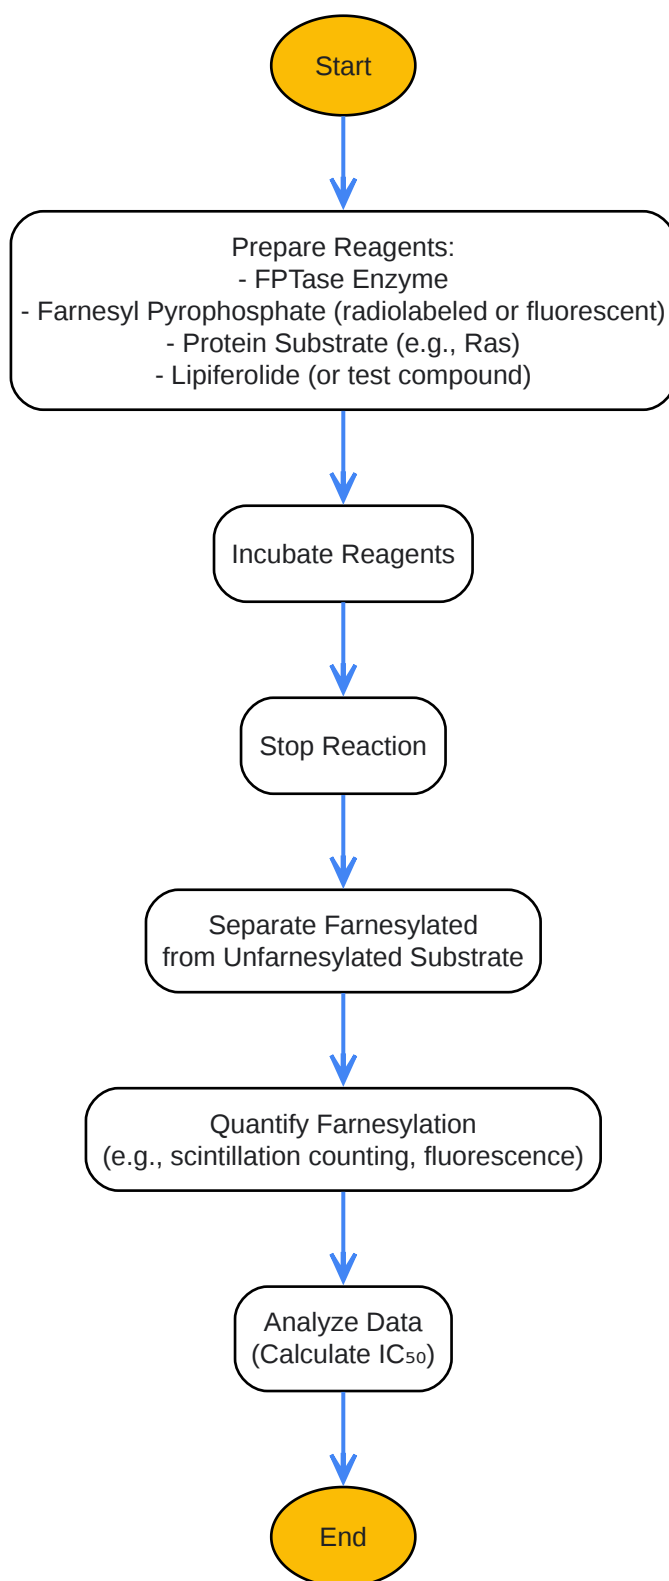 Start
Prepare Reagents:
- FPTase Enzyme
- Farnesyl Pyrophosphate (radiolabeled or fluorescent)
- Protein Substrate (e.g., Ras)
- Lipiferolide (or test compound)
Incubate Reagents
Stop Reaction
Separate Farnesylated
from Unfarnesylated Substrate
Quantify Farnesylation
(e.g., scintillation counting, fluorescence)
Analyze Data
(Calculate IC₅₀)
End